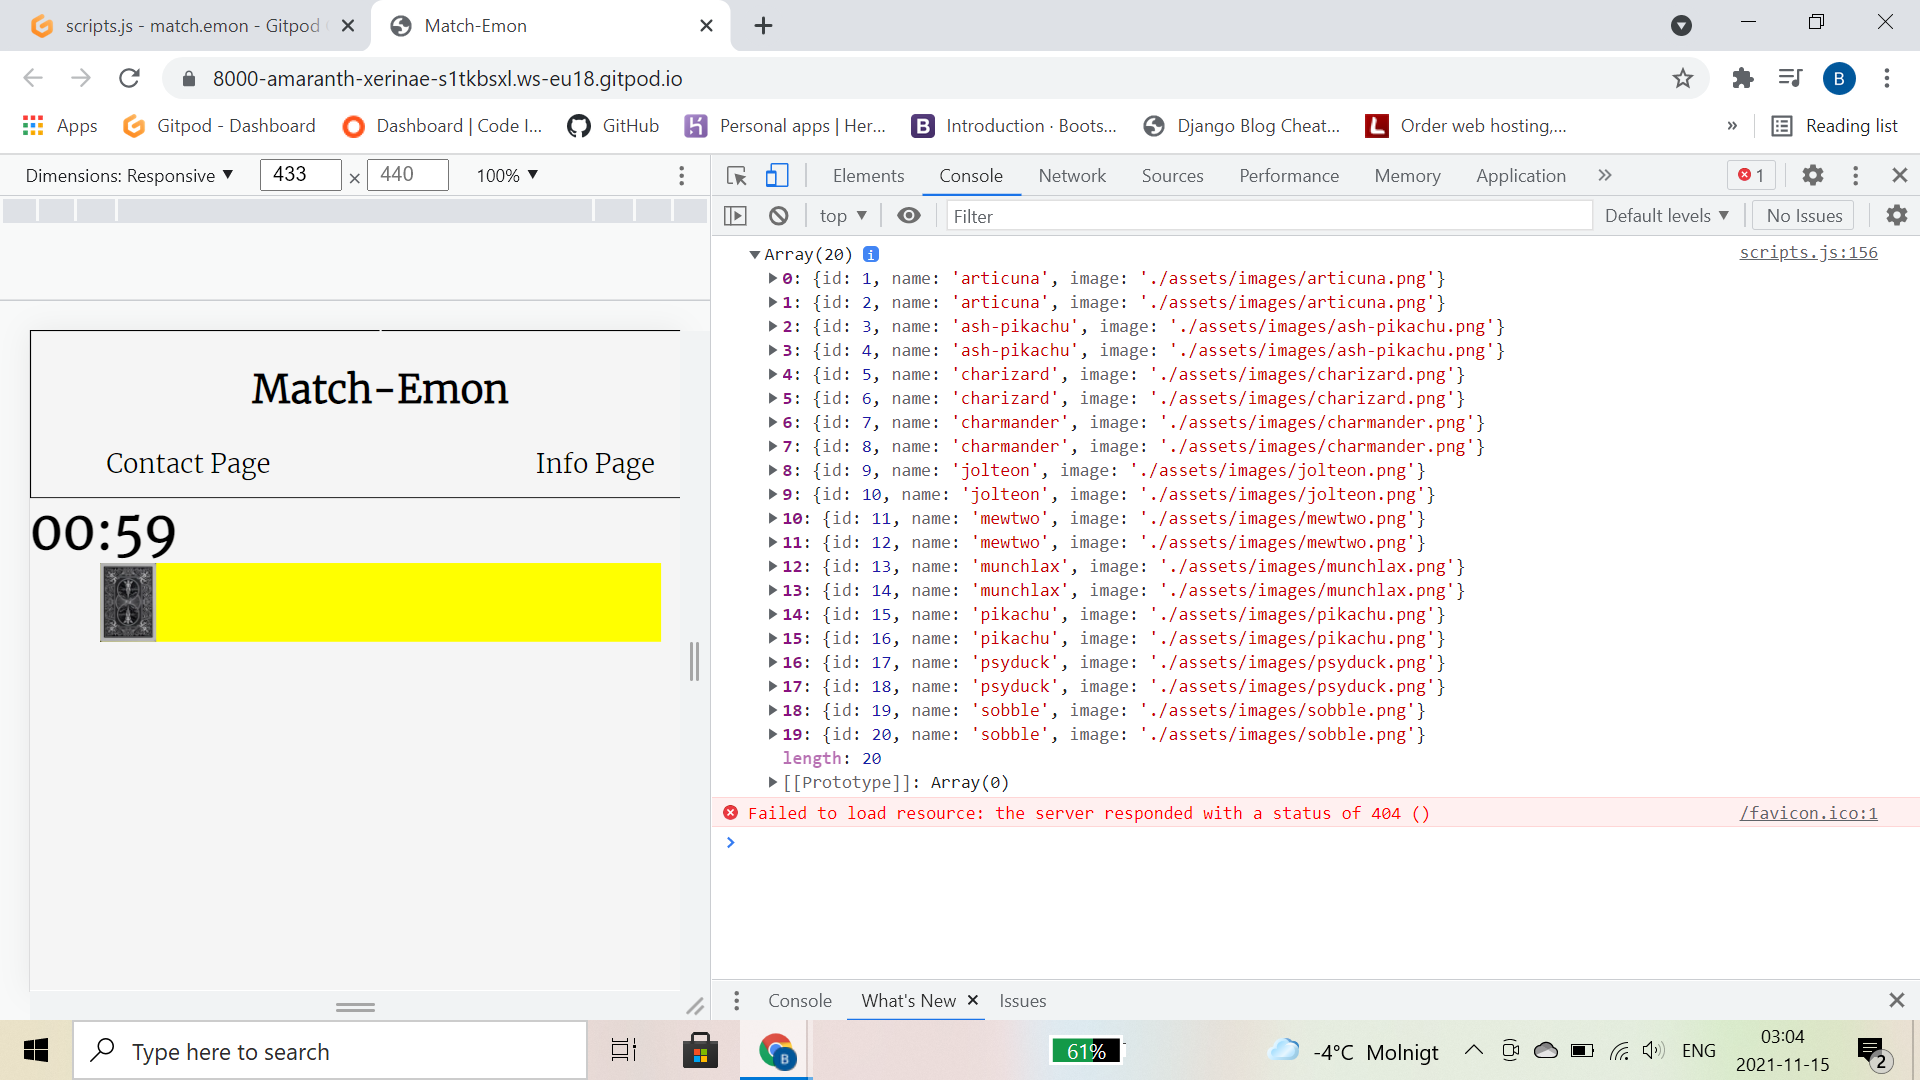 scripts.js - match.emon - Gitpod
Match-Emon
8000-amaranth-xerinae-s1tkbsxl.ws-eu18.gitpod.io
B
Apps
Gitpod - Dashboard
Dashboard | Code I...
GitHub
Personal apps | Her...
Introduction · Boots...
Django Blog Cheat...
Order web hosting,...
»
Reading list
Dimensions: Responsive ▼ 433 × 440 100% ▼
Elements Console Network Sources Performance Memory Application » 1
top ▼ Filter Default levels ▼ No Issues
▼Array(20) i scripts.js:156
▶0: {id: 1, name: 'articuna', image: './assets/images/articuna.png'}
▶1: {id: 2, name: 'articuna', image: './assets/images/articuna.png'}
▶2: {id: 3, name: 'ash-pikachu', image: './assets/images/ash-pikachu.png'}
▶3: {id: 4, name: 'ash-pikachu', image: './assets/images/ash-pikachu.png'}
▶4: {id: 5, name: 'charizard', image: './assets/images/charizard.png'}
▶5: {id: 6, name: 'charizard', image: './assets/images/charizard.png'}
▶6: {id: 7, name: 'charmander', image: './assets/images/charmander.png'}
▶7: {id: 8, name: 'charmander', image: './assets/images/charmander.png'}
▶8: {id: 9, name: 'jolteon', image: './assets/images/jolteon.png'}
▶9: {id: 10, name: 'jolteon', image: './assets/images/jolteon.png'}
▶10: {id: 11, name: 'mewtwo', image: './assets/images/mewtwo.png'}
▶11: {id: 12, name: 'mewtwo', image: './assets/images/mewtwo.png'}
▶12: {id: 13, name: 'munchlax', image: './assets/images/munchlax.png'}
▶13: {id: 14, name: 'munchlax', image: './assets/images/munchlax.png'}
▶14: {id: 15, name: 'pikachu', image: './assets/images/pikachu.png'}
▶15: {id: 16, name: 'pikachu', image: './assets/images/pikachu.png'}
▶16: {id: 17, name: 'psyduck', image: './assets/images/psyduck.png'}
▶17: {id: 18, name: 'psyduck', image: './assets/images/psyduck.png'}
▶18: {id: 19, name: 'sobble', image: './assets/images/sobble.png'}
▶19: {id: 20, name: 'sobble', image: './assets/images/sobble.png'}
length: 20
▶[[Prototype]]: Array(0)
Failed to load resource: the server responded with a status of 404 () /favicon.ico:1
Match-Emon
Contact Page Info Page
00:59
Console What's New Issues
Type here to search
B
61%
-4°C Molnigt
ENG
03:04
2021-11-15
2